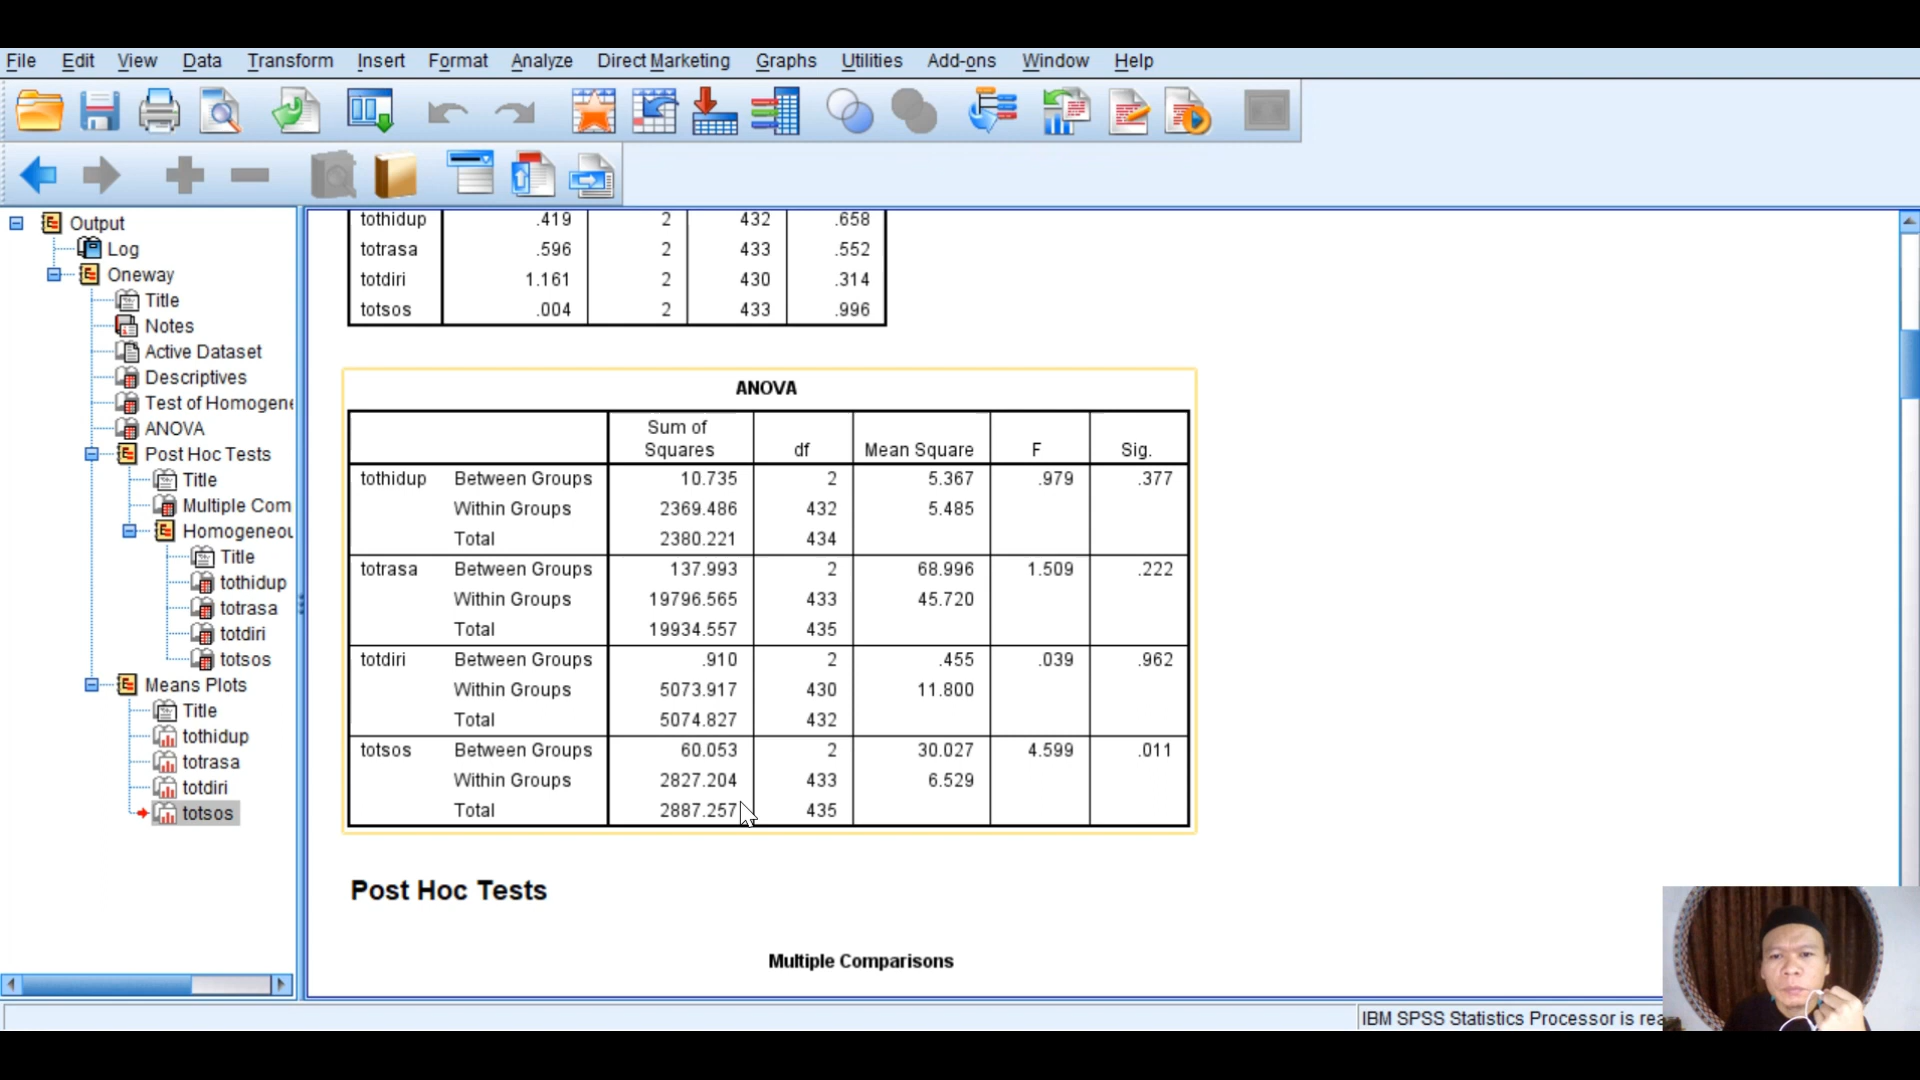 File Edit View Data Transform Insert Format Analyze Direct Marketing Graphs Utilities Add-ons Window Help
Output
Log
Oneway
Title
Notes
Active Dataset
Descriptives
Test of Homogene
ANOVA
Post Hoc Tests
Title
Multiple Com
Homogeneou
Title
tothidup
totrasa
totdiri
totsos
Means Plots
Title
tothidup
totrasa
totdiri
totsos
tothidup .419 2 432 .658
totrasa .596 2 433 .552
totdiri 1.161 2 430 .314
totsos .004 2 433 .996
ANOVA
Sum of
Squares df Mean Square F Sig.
tothidup Between Groups 10.735 2 5.367 .979 .377
Within Groups 2369.486 432 5.485
Total 2380.221 434
totrasa Between Groups 137.993 2 68.996 1.509 .222
Within Groups 19796.565 433 45.720
Total 19934.557 435
totdiri Between Groups .910 2 .455 .039 .962
Within Groups 5073.917 430 11.800
Total 5074.827 432
totsos Between Groups 60.053 2 30.027 4.599 .011
Within Groups 2827.204 433 6.529
Total 2887.257 435
Post Hoc Tests
Multiple Comparisons
IBM SPSS Statistics Processor is rea